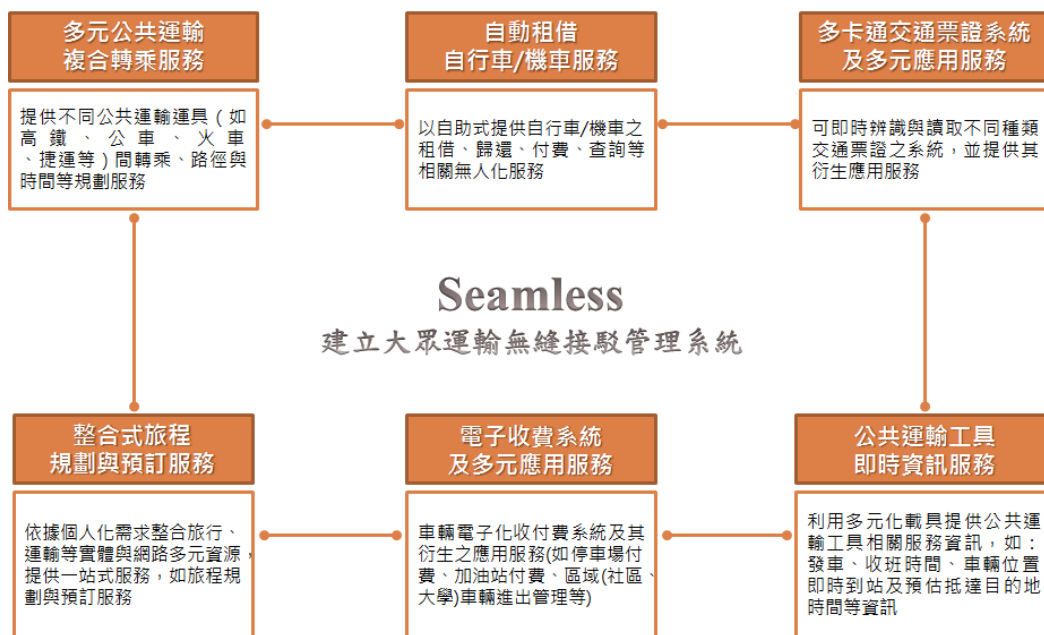 多元公共運輸
複合轉乘服務
提供不同公共運輸運具(如
高鐵、公車、火車
、捷運等)間轉乘、路徑與
時間等規劃服務
自動租借
自行車/機車服務
以自助式提供自行車/機車之
租借、歸還、付費、查詢等
相關無人化服務
多卡通交通票證系統
及多元應用服務
可即時辨識與讀取不同種類
交通票證之系統,並提供其
衍生應用服務
Seamless
建立大眾運輸無縫接駁管理系統
整合式旅程
規劃與預訂服務
依據個人化需求整合旅行、
運輸等實體與網路多元資源,
提供一站式服務,如旅程規
劃與預訂服務
電子收費系統
及多元應用服務
車輛電子化收付費系統及其
衍生之應用服務(如停車場付
費、加油站付費、區域(社區、
大學)車輛進出管理等)
公共運輸工具
即時資訊服務
利用多元化載具提供公共運
輸工具相關服務資訊,如:
發車、收班時間、車輛位置
即時到站及預估抵達目的地
時間等資訊